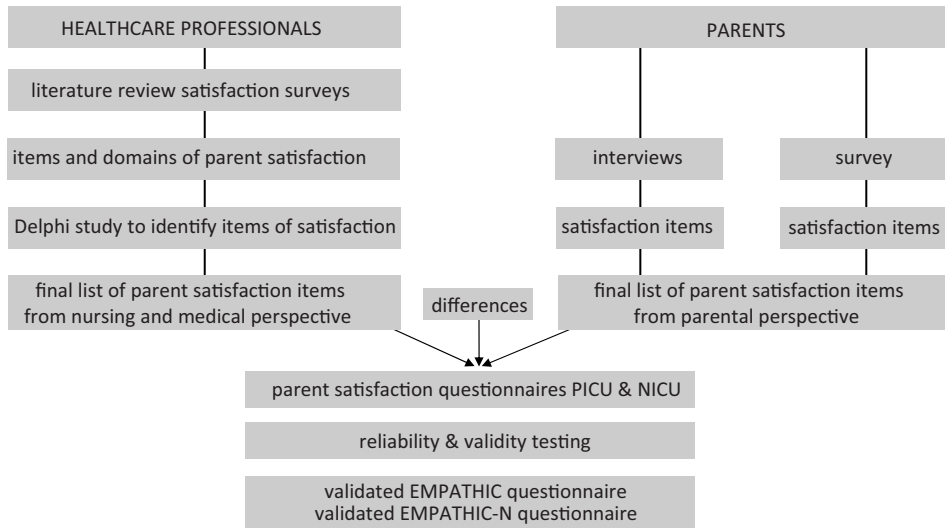 HEALTHCARE PROFESSIONALS
literature review satisfaction surveys
items and domains of parent satisfaction
Delphi study to identify items of satisfaction
final list of parent satisfaction items
from nursing and medical perspective
PARENTS
interviews
survey
satisfaction items
satisfaction items
final list of parent satisfaction items
from parental perspective
differences
parent satisfaction questionnaires PICU & NICU
reliability & validity testing
validated EMPATHIC questionnaire
validated EMPATHIC-N questionnaire